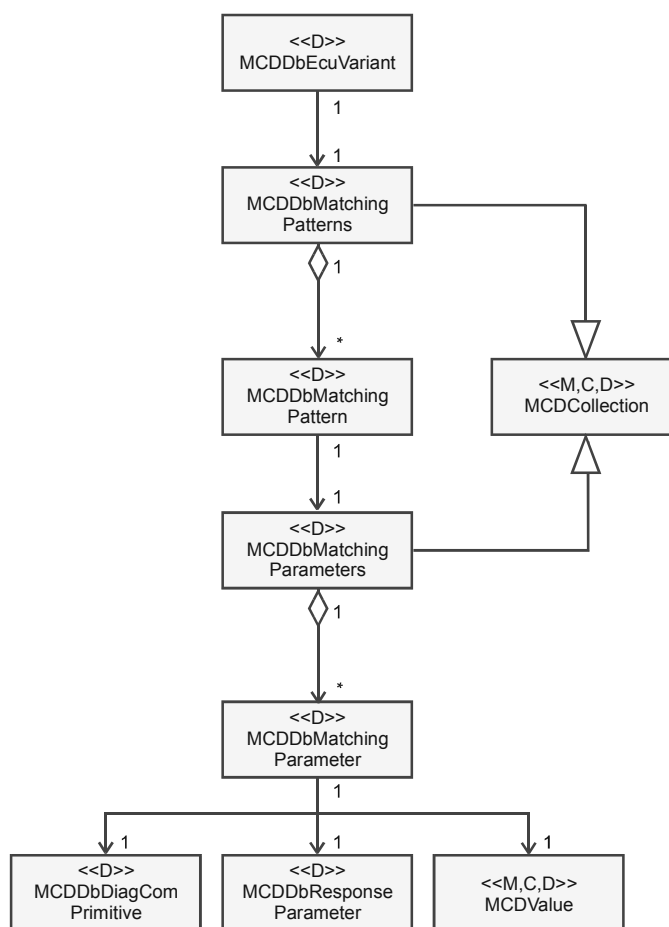 <<D>>
MCDDbEcuVariant
1
1
<<D>>
MCDDbMatching
Patterns
1
*
<<D>>
MCDDbMatching
Pattern
<<M,C,D>>
MCDCollection
1
1
<<D>>
MCDDbMatching
Parameters
1
*
<<D>>
MCDDbMatching
Parameter
1
1
1
1
<<D>>
MCDDbDiagCom
Primitive
<<D>>
MCDDbResponse
Parameter
<<M,C,D>>
MCDValue